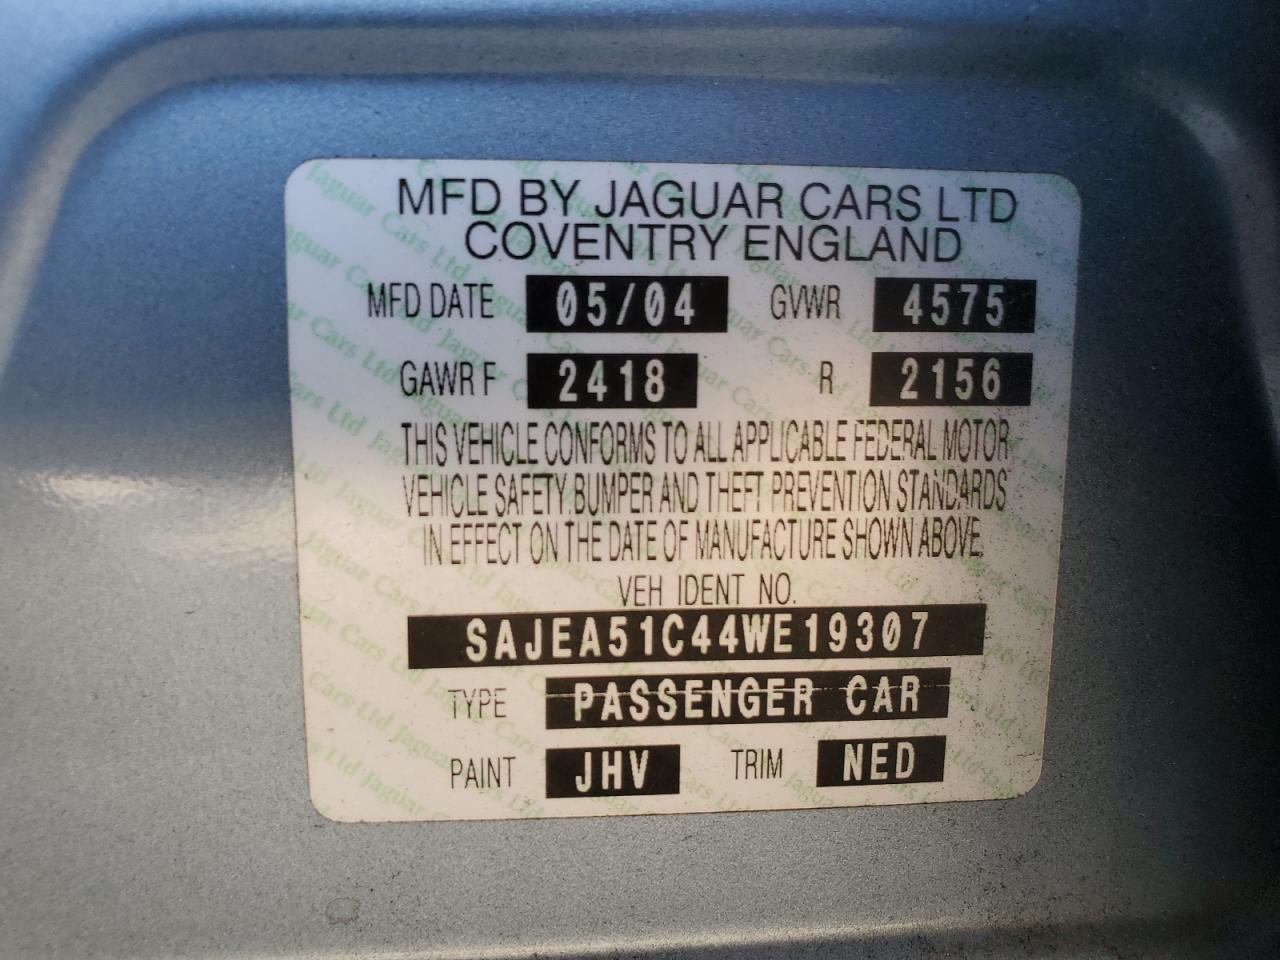 MFD BY JAGUAR CARS LTD
COVENTRY ENGLAND
MFD DATE 05/04 GVWR 4575
GAWR F 2418 R 2156
THIS VEHICLE CONFORMS TO ALL APPLICABLE FEDERAL MOTOR
VEHICLE SAFETY, BUMPER AND THEFT PREVENTION STANDARDS
IN EFFECT ON THE DATE OF MANUFACTURE SHOWN ABOVE.
VEH IDENT NO.
SAJEA51C44WE19307
TYPE PASSENGER CAR
PAINT JHV TRIM NED